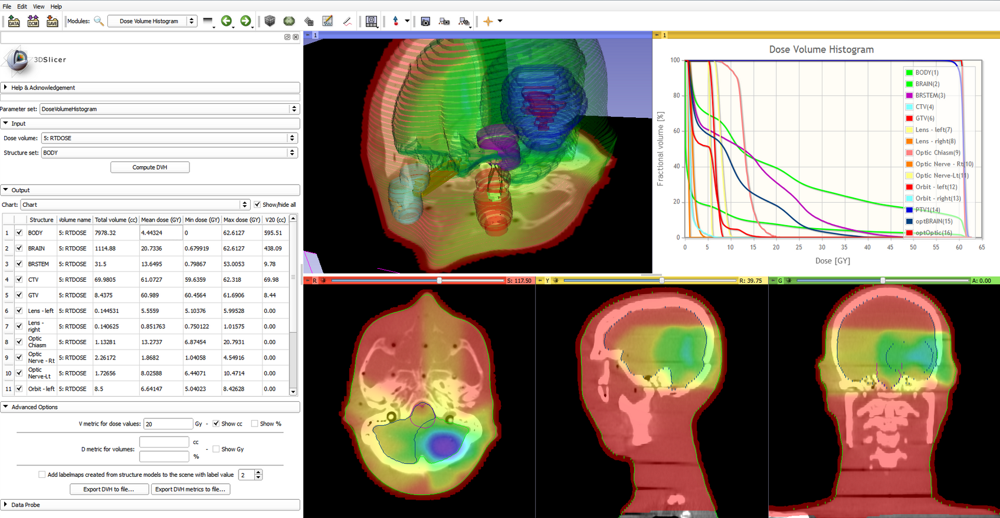 File Edit View Help
DATA DCM SAVE Modules: Dose Volume Histogram
3DSlicer
Help & Acknowledgement
Parameter set: DoseVolumeHistogram
Input
Dose volume: 5: RTDOSE
Structure set: BODY
Compute DVH
Output
Chart: Chart Show/hide all
Structure Volume name Total volume (cc) Mean dose (GY) Min dose (GY) Max dose (GY) V20 (cc)
1 BODY 5: RTDOSE 7978.32 4.44324 0 62.6127 595.51
2 BRAIN 5: RTDOSE 1114.88 20.7336 0.679919 62.6127 438.09
3 BRSTEM 5: RTDOSE 31.5 13.6495 0.79867 53.0053 9.78
4 CTV 5: RTDOSE 69.9805 61.0727 59.6359 62.318 69.98
5 GTV 5: RTDOSE 8.4375 60.989 60.4564 61.6906 8.44
6 Lens - left 5: RTDOSE 0.144531 5.5559 5.10376 5.99528 0.00
7 Lens - right 5: RTDOSE 0.140625 0.851763 0.750122 1.01575 0.00
8 Optic Chiasm 5: RTDOSE 1.13281 13.2737 6.87454 20.7931 0.00
9 Optic Nerve - Rt 5: RTDOSE 2.26172 1.8682 1.04058 4.54916 0.00
10 Optic Nerve-Lt 5: RTDOSE 1.72656 8.02588 6.44071 10.4714 0.00
11 Orbit - left 5: RTDOSE 8.5 6.64147 5.04023 8.42628 0.00
Advanced Options
V metric for dose values: 20 Gy - Show cc Show %
cc
D metric for volumes: - Show Gy
%
Add labelmaps created from structure models to the scene with label value 2
Export DVH to file... Export DVH metrics to file...
Data Probe
1
1
Dose Volume Histogram
Fractional volume [%]
100
80
60
40
20
0
BODY(1)
BRAIN(2)
BRSTEM(3)
CTV(4)
GTV(6)
Lens - left(7)
Lens - right(8)
Optic Chiasm(9)
Optic Nerve - Rt(10)
Optic Nerve-Lt(11)
Orbit - left(12)
Orbit - right(13)
PTV1(14)
optBRAIN(15)
optOptic(16)
0 5 10 15 20 25 30 35 40 45 50 55 60 65
Dose [GY]
R S: 117.50
Y R: 39.75
G A: 0.00